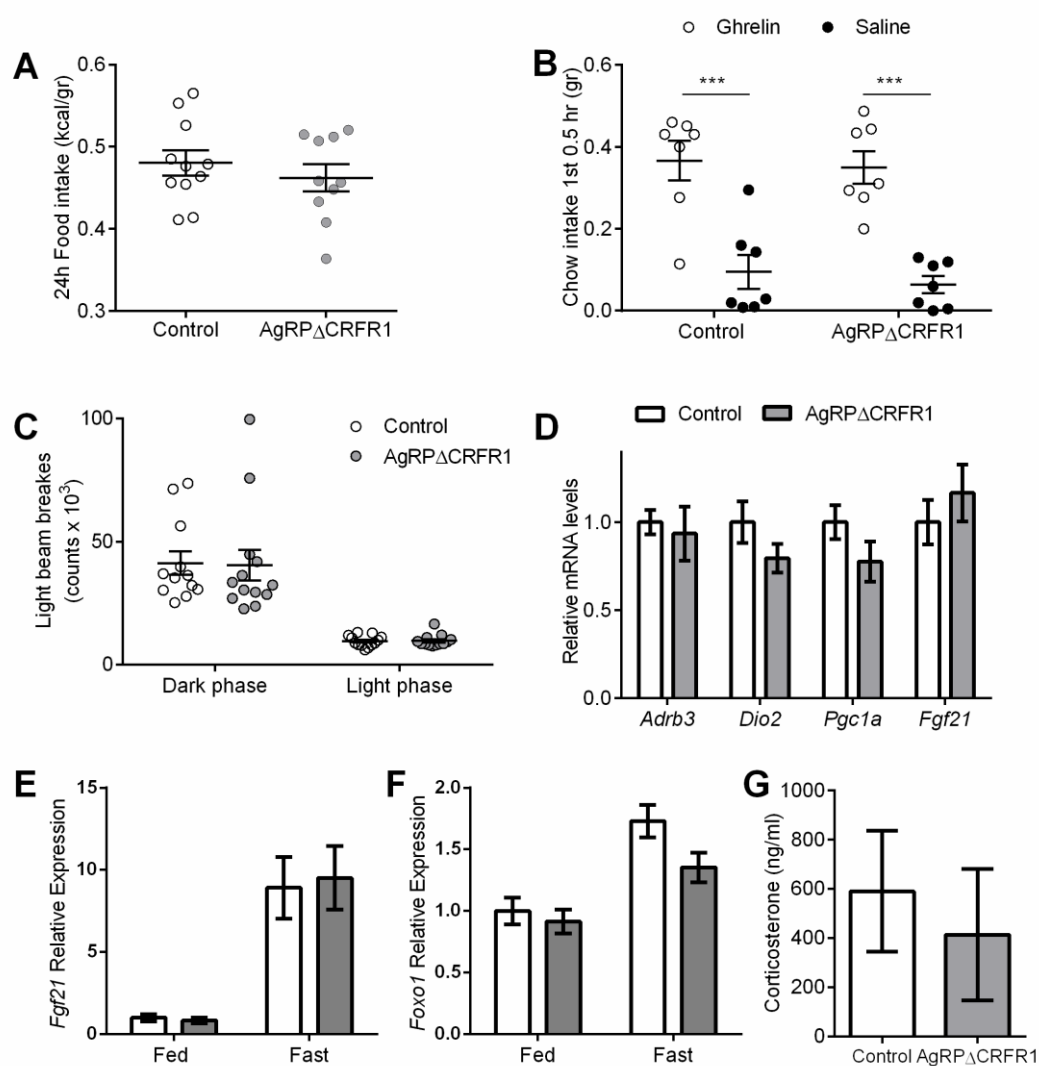 Ghrelin Saline
A
24h Food intake (kcal/gr)
0.6
0.5
0.4
0.3
Control AgRPΔCRFR1
B
Chow intake 1st 0.5 hr (gr)
0.6
0.4
0.2
0.0
*** ***
Control AgRPΔCRFR1
C
Light beam breakes
(counts x 10³)
100
50
0
Control
AgRPΔCRFR1
Dark phase Light phase
D
Control AgRPΔCRFR1
Relative mRNA levels
1.0
0.5
0.0
Adrb3 Dio2 Pgc1a Fgf21
E
Fgf21 Relative Expression
15
10
5
0
Fed Fast
F
Foxo1 Relative Expression
2.0
1.5
1.0
0.5
0.0
Fed Fast
G
Corticosterone (ng/ml)
1000
800
600
400
200
0
Control AgRPΔCRFR1